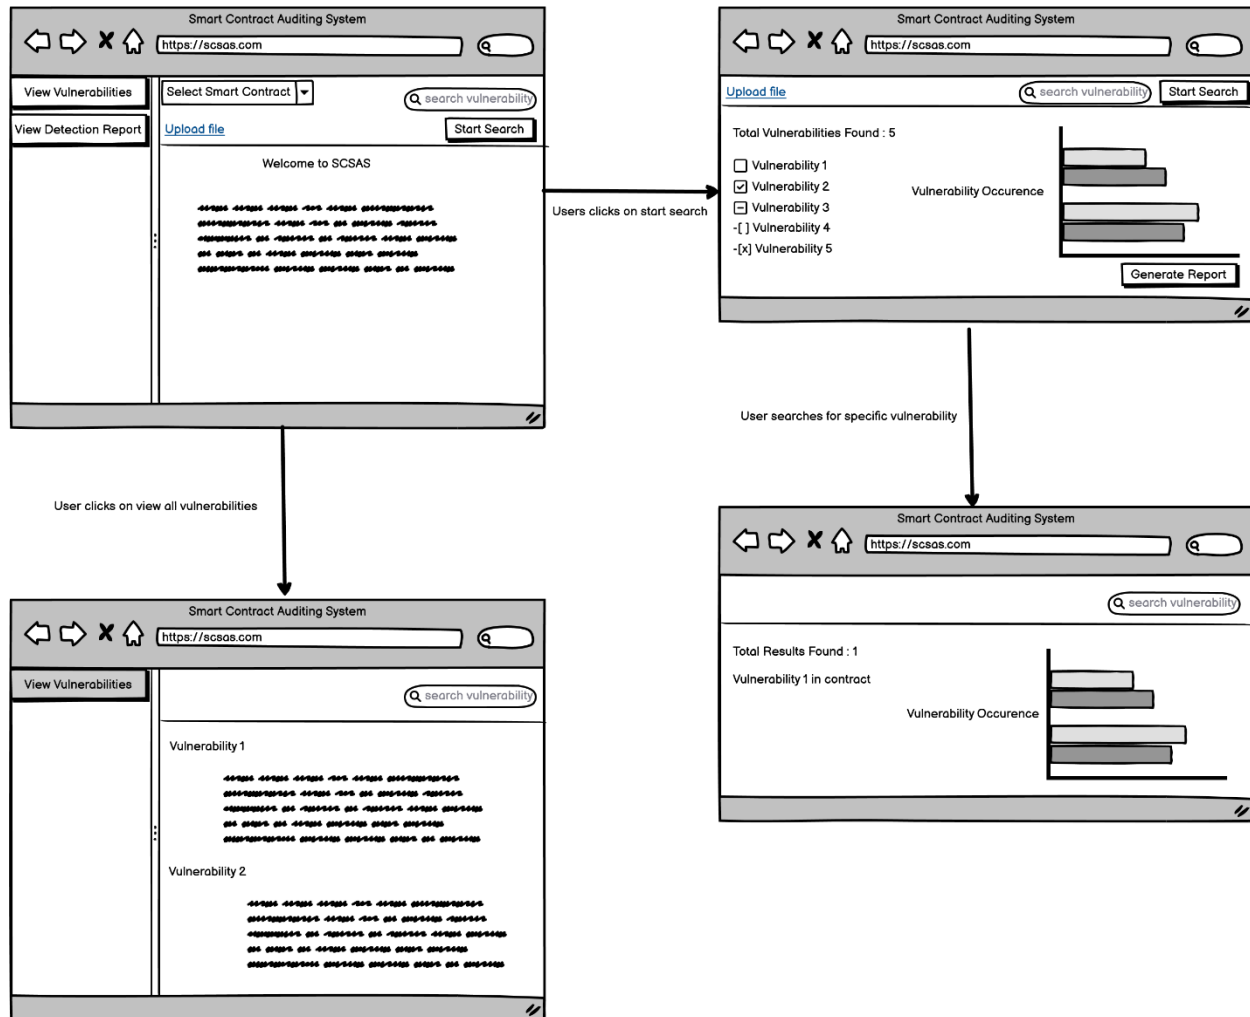 Smart Contract Auditing System
https://scsas.com
View Vulnerabilities
Select Smart Contract
search vulnerability
View Detection Report
Upload file
Start Search
Welcome to SCSAS
Users clicks on start search
Smart Contract Auditing System
https://scsas.com
Upload file
search vulnerability
Start Search
Total Vulnerabilities Found : 5
Vulnerability 1
Vulnerability 2
Vulnerability 3
-[ ] Vulnerability 4
-[x] Vulnerability 5
Vulnerability Occurence
Generate Report
User searches for specific vulnerability
User clicks on view all vulnerabilities
Smart Contract Auditing System
https://scsas.com
search vulnerability
Total Results Found : 1
Vulnerability 1 in contract
Vulnerability Occurence
Smart Contract Auditing System
https://scsas.com
View Vulnerabilities
search vulnerability
Vulnerability 1
Vulnerability 2